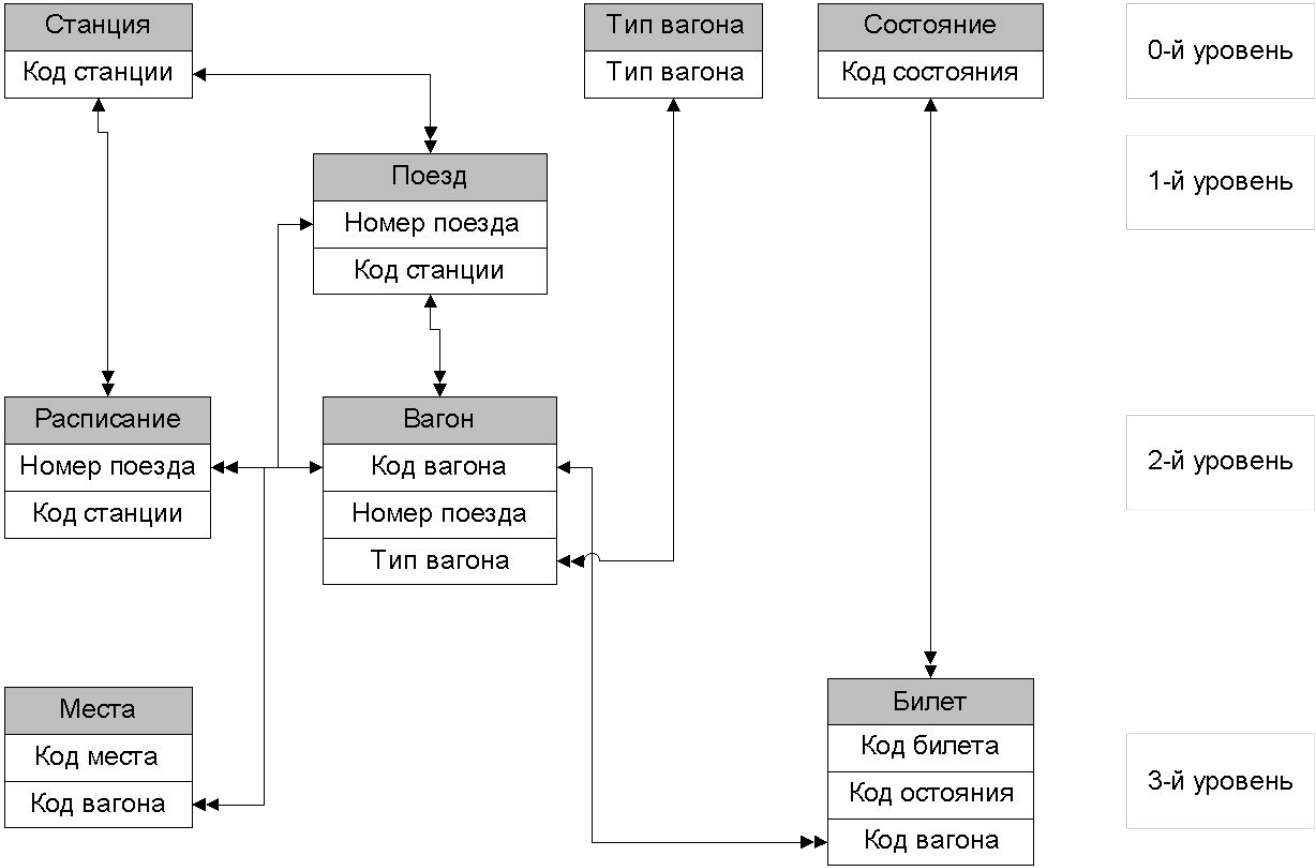 Станция
Код станции
Тип вагона
Тип вагона
Состояние
Код состояния
0-й уровень
Поезд
Номер поезда
Код станции
1-й уровень
Расписание
Номер поезда
Код станции
Вагон
Код вагона
Номер поезда
Тип вагона
2-й уровень
Места
Код места
Код вагона
Билет
Код билета
Код остояния
Код вагона
3-й уровень